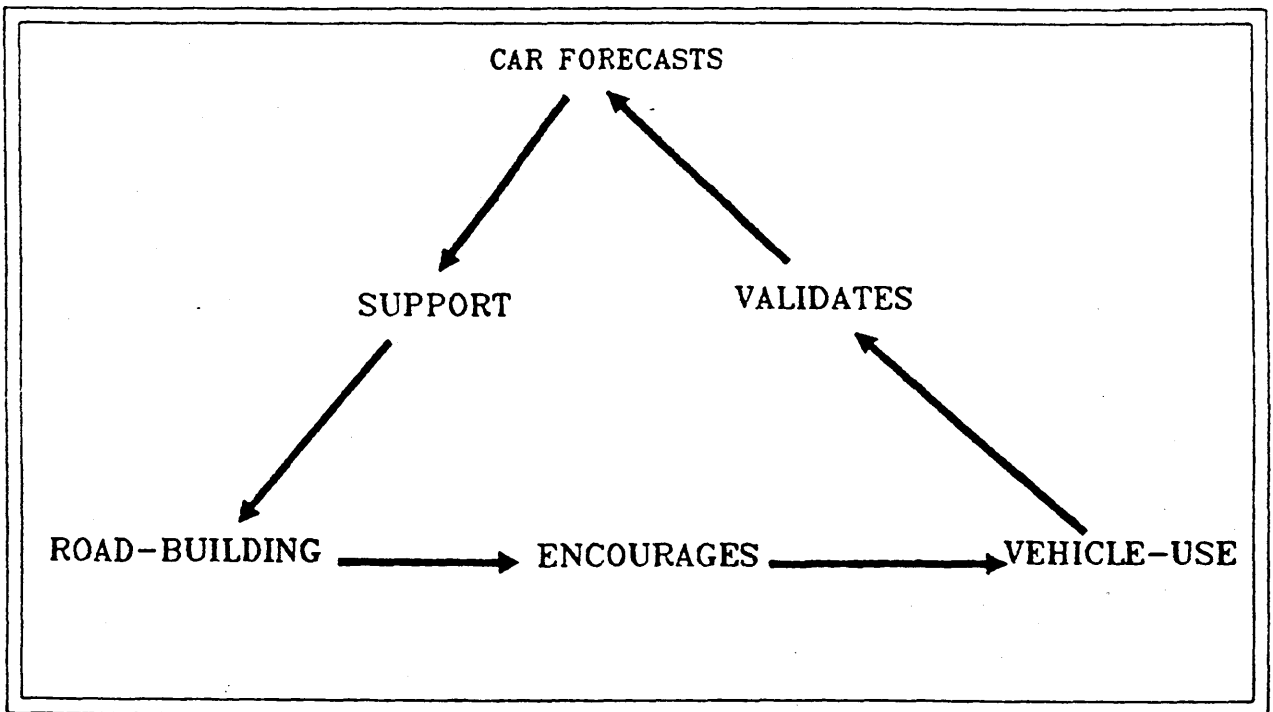 CAR FORECASTS
SUPPORT
VALIDATES
ROAD-BUILDING
ENCOURAGES
VEHICLE-USE